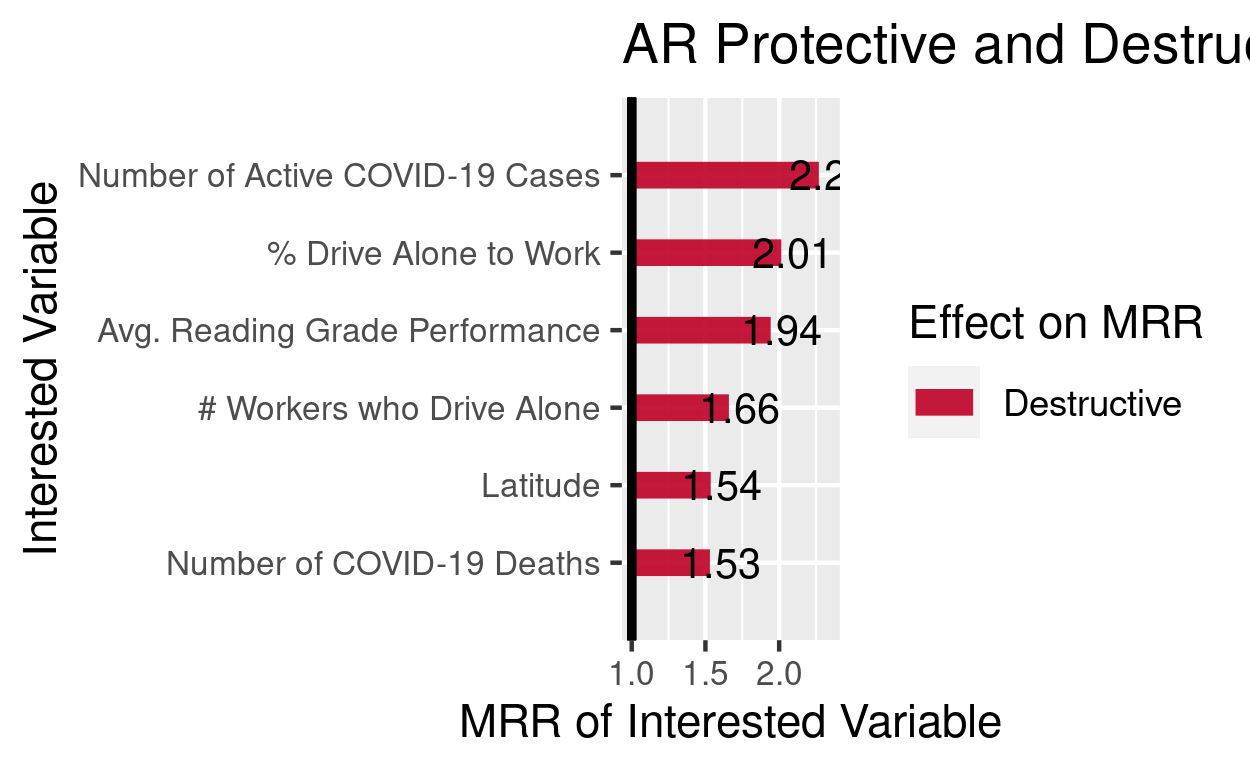 AR Protective and Destruc
Number of Active COVID-19 Cases
2.2
% Drive Alone to Work
2.01
Avg. Reading Grade Performance
1.94
# Workers who Drive Alone
1.66
Latitude
1.54
Number of COVID-19 Deaths
1.53
Interested Variable
Effect on MRR
Destructive
1.0 1.5 2.0
MRR of Interested Variable